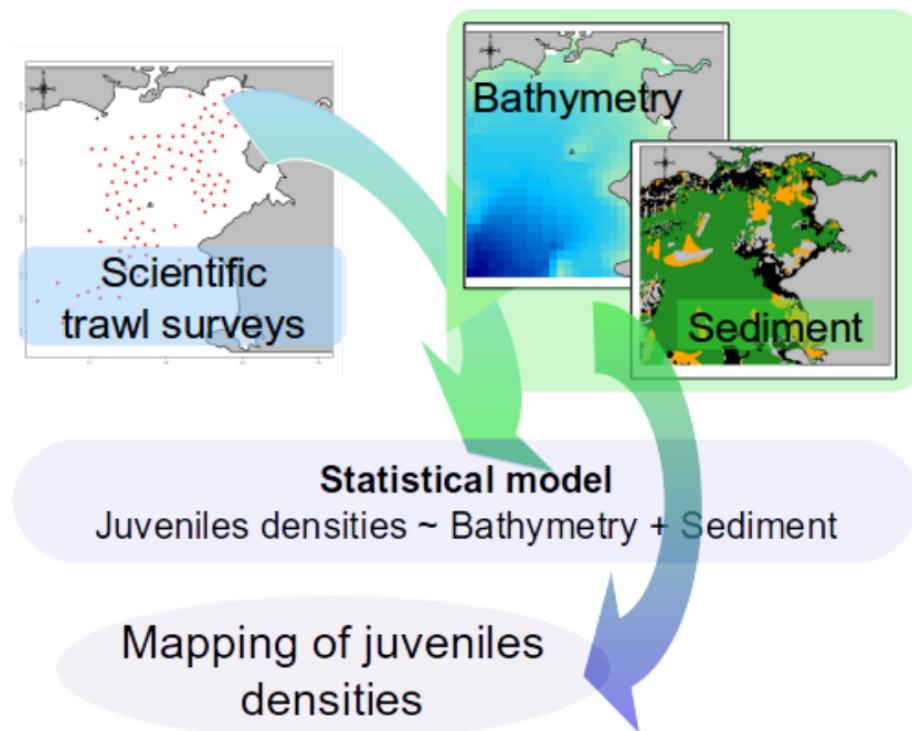 Scientific
trawl surveys
Bathymetry
Sediment
Statistical model
Juveniles densities ~ Bathymetry + Sediment
Mapping of juveniles
densities